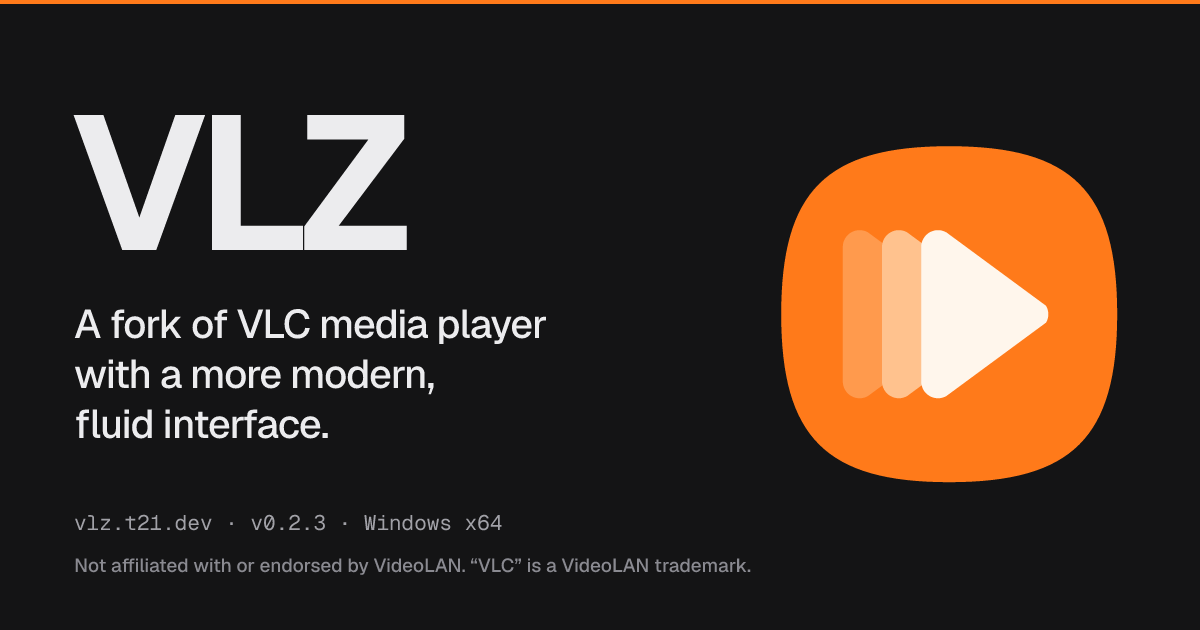 VLZ
A fork of VLC media player
with a more modern,
fluid interface.
vlz.t21.dev · v0.2.3 · Windows x64
Not affiliated with or endorsed by VideoLAN. “VLC” is a VideoLAN trademark.